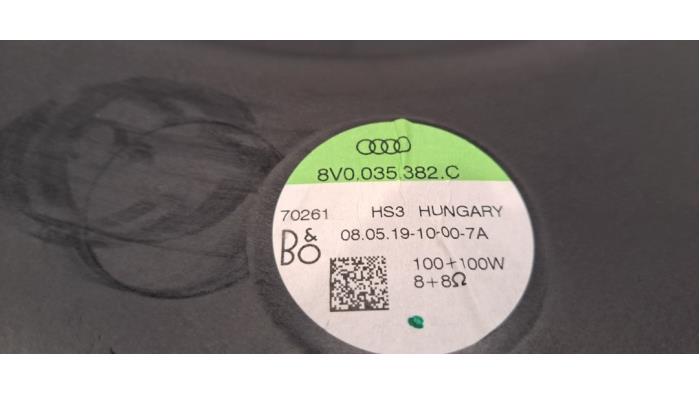 8V0.035.382.C
70261 HS3 HUNGARY
B&O 08.05.19-10-00-7A
100+100W
8+8Ω